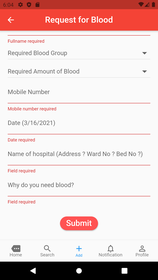 6:04
Request for Blood
Fullname required
Required Blood Group
Required Amount of Blood
Mobile Number
Mobile number required
Date (3/16/2021)
Date required
Name of hospital (Address ? Ward No ? Bed No ?)
Field required
Why do you need blood?
Field required
Submit
Home
Search
Add
Notification
Profile